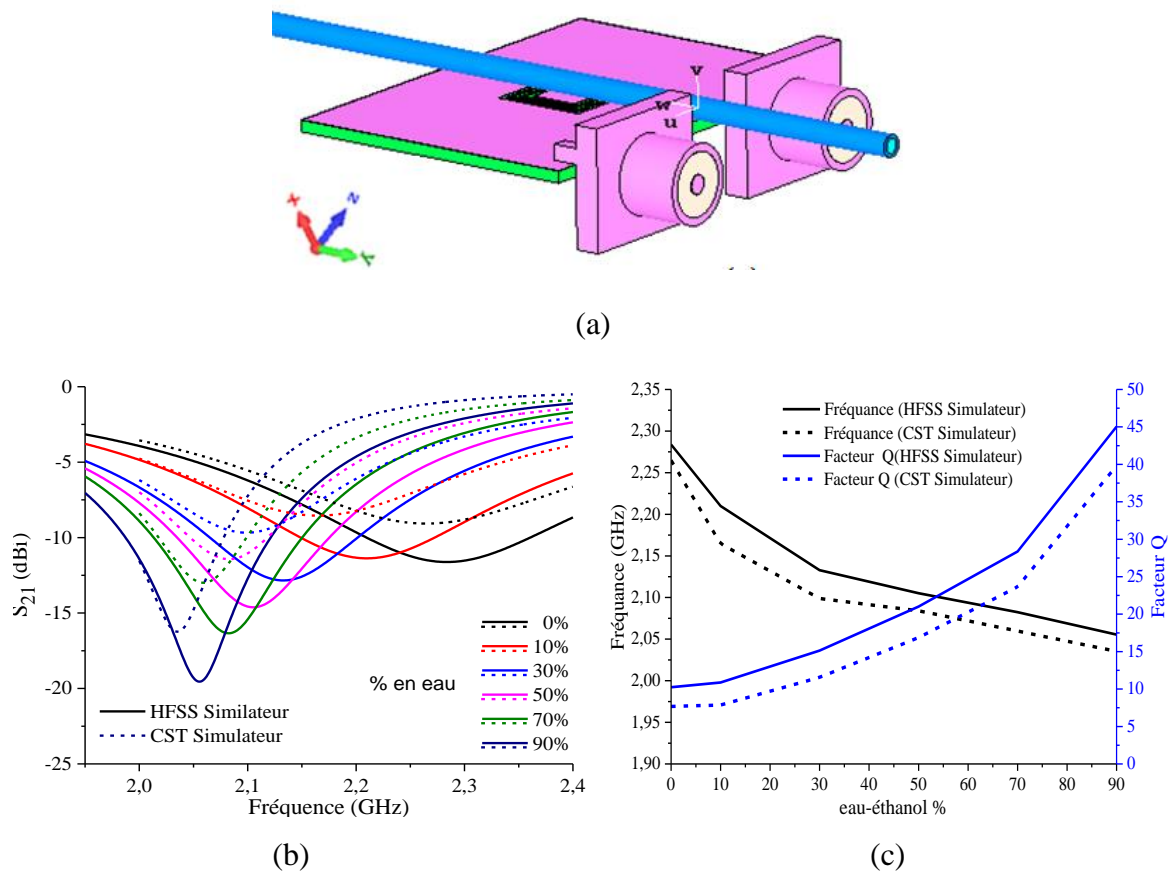 v
w
u
X
N
Y
(a)
0
-5
-10
-15
-20
-25
S21 (dBi)
0%
10%
30%
50%
70%
90%
% en eau
HFSS Similateur
CST Simulateur
2,0
2,1
2,2
2,3
2,4
Fréquence (GHz)
(b)
2,35
2,30
2,25
2,20
2,15
2,10
2,05
2,00
1,95
1,90
Fréquance (GHz)
Fréquance (HFSS Simulateur)
Fréquance (CST Simulateur)
Facteur Q(HFSS Simulateur)
Facteur Q (CST Simulateur)
50
45
40
35
30
25
20
15
10
5
0
Facteur Q
0 10 20 30 40 50 60 70 80 90
eau-éthanol %
(c)